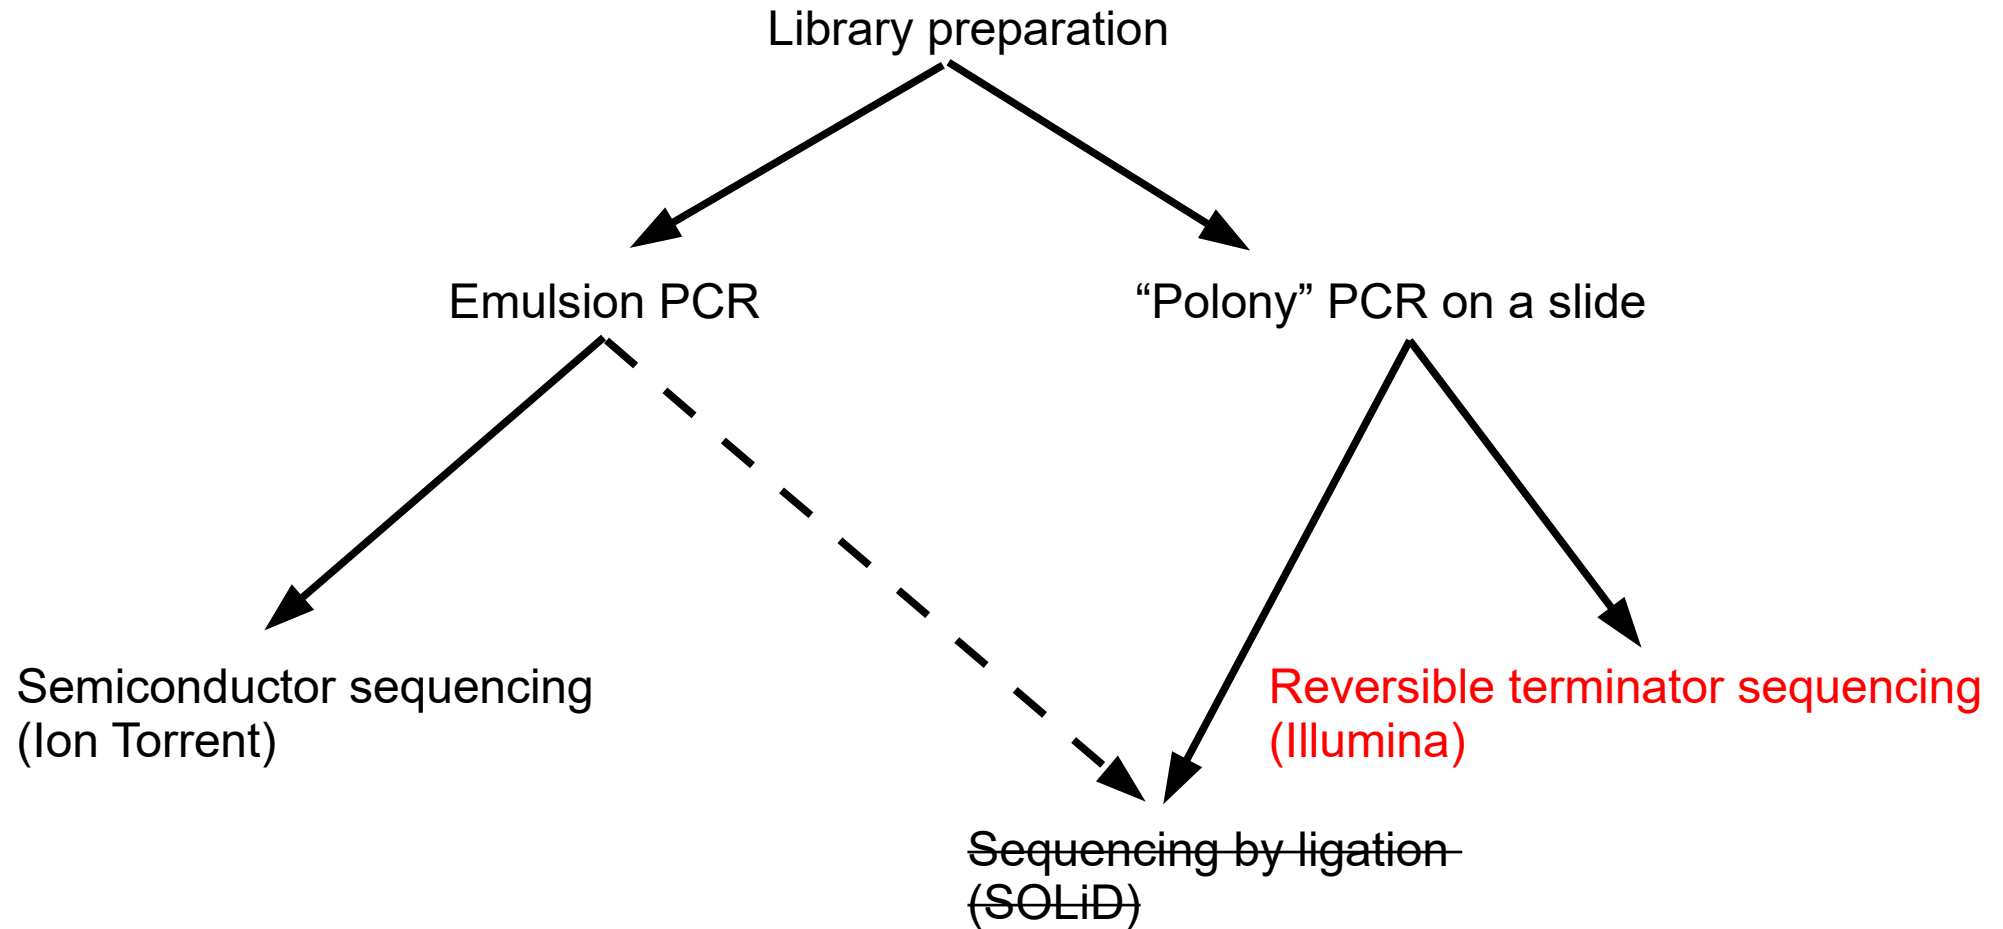 Library preparation
Emulsion PCR
“Polony” PCR on a slide
Semiconductor sequencing
(Ion Torrent)
Reversible terminator sequencing
(Illumina)
Sequencing by ligation
(SOLiD)